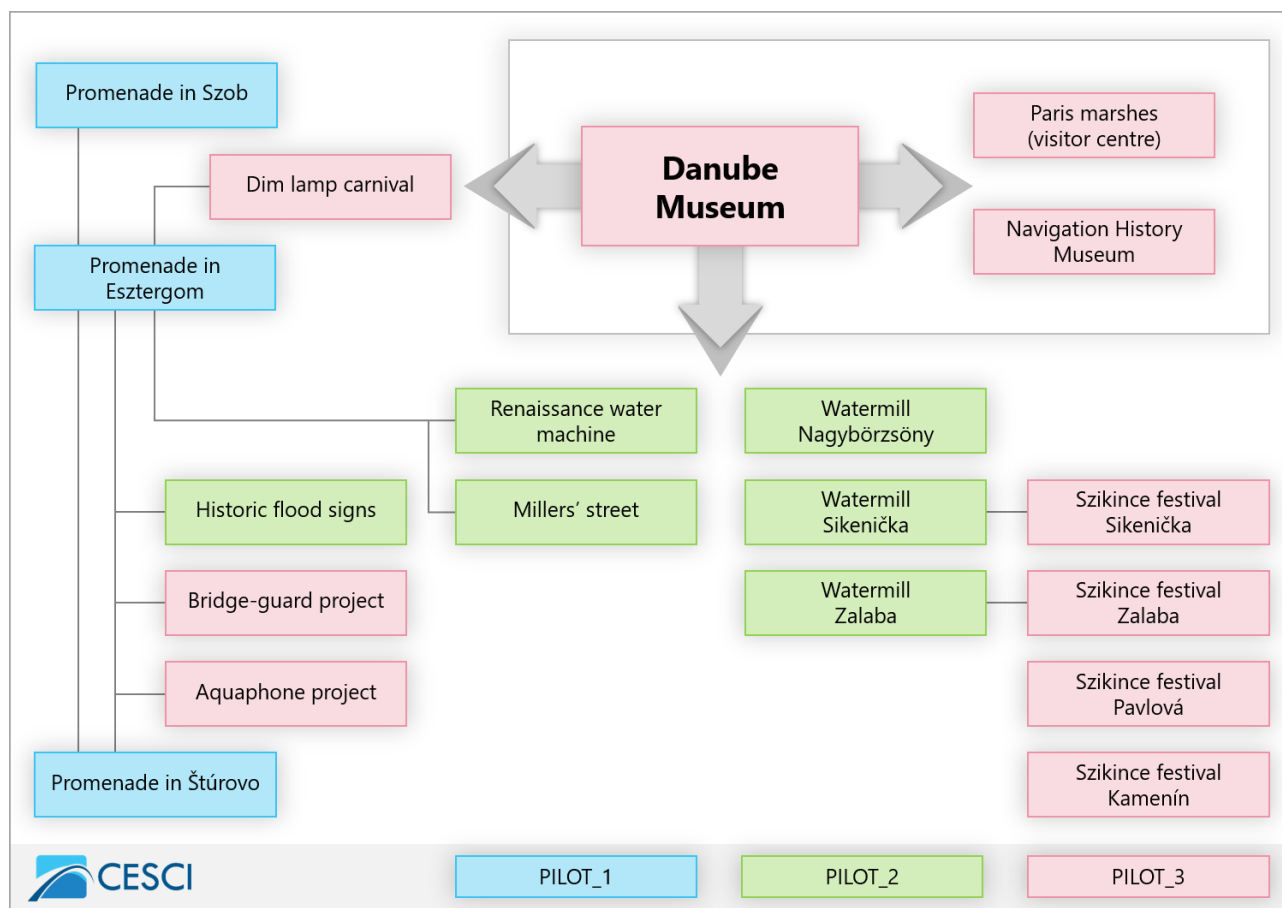 Promenade in Szob
Dim lamp carnival
Promenade in
Esztergom
Danube
Museum
Paris marshes
(visitor centre)
Navigation History
Museum
Renaissance water
machine
Watermill
Nagybörzsöny
Historic flood signs
Millers’ street
Watermill
Sikenička
Szikince festival
Sikenička
Bridge-guard project
Watermill
Zalaba
Szikince festival
Zalaba
Aquaphone project
Szikince festival
Pavlová
Promenade in Štúrovo
Szikince festival
Kamenín
CESCI
PILOT_1
PILOT_2
PILOT_3